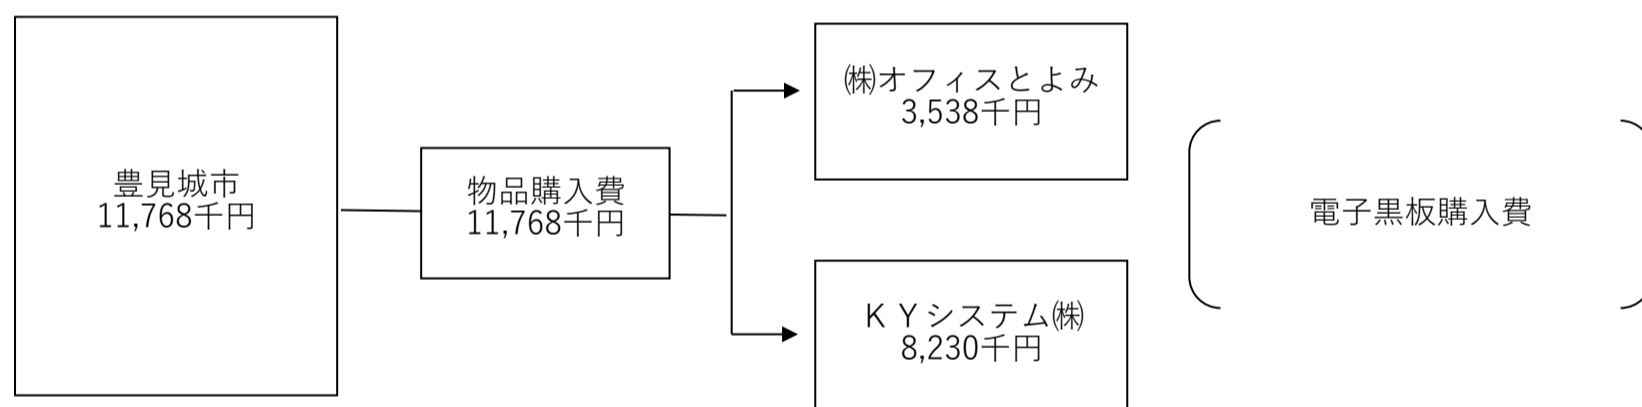 豊見城市
11,768千円
物品購入費
11,768千円
㈱オフィスとよみ
3,538千円
ＫＹシステム㈱
8,230千円
電子黒板購入費